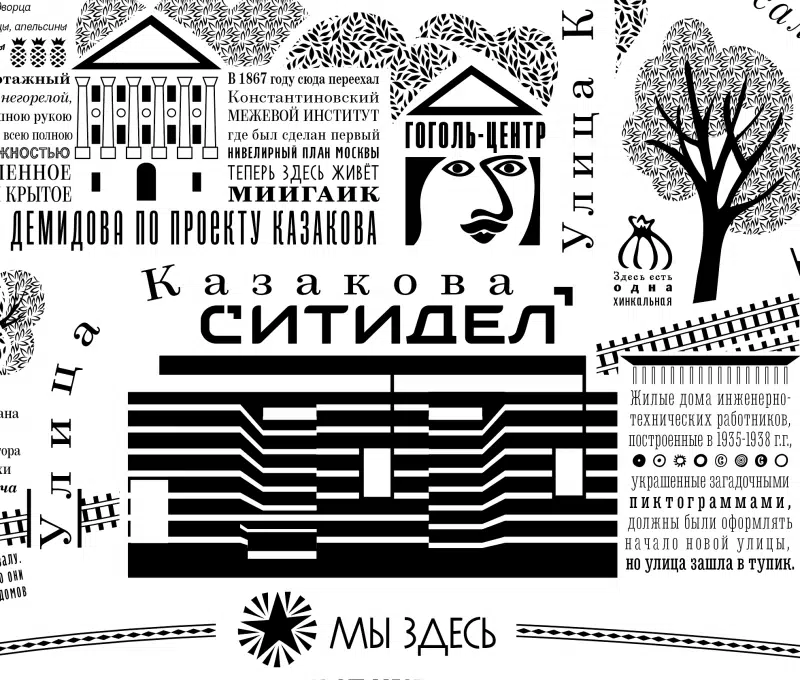 дворца
апельсины
негорелой,
рукою
всею полною
КРЫТОЕ
В 1867 году сюда переехал
Константиновский
МЕЖЕВОЙ ИНСТИТУТ
где был сделан первый
НИВЕЛИРНЫЙ ПЛАН МОСКВЫ
ТЕПЕРЬ ЗДЕСЬ ЖИВЁТ
МИИГАИК
ДЕМИДОВА ПО ПРОЕКТУ КАЗАКОВА
ГОГОЛЬ-ЦЕНТР
Улица К
Здесь есть
одна
хинкальная
Улица Казакова
СИТИДЕЛ
Жилые дома инженерно-
технических работников,
построенные в 1935-1938 г.г.,
украшенные загадочными
пиктограммами,
должны были оформлять
начало новой улицы,
но улица зашла в тупик.
они
домов
МЫ ЗДЕСЬ